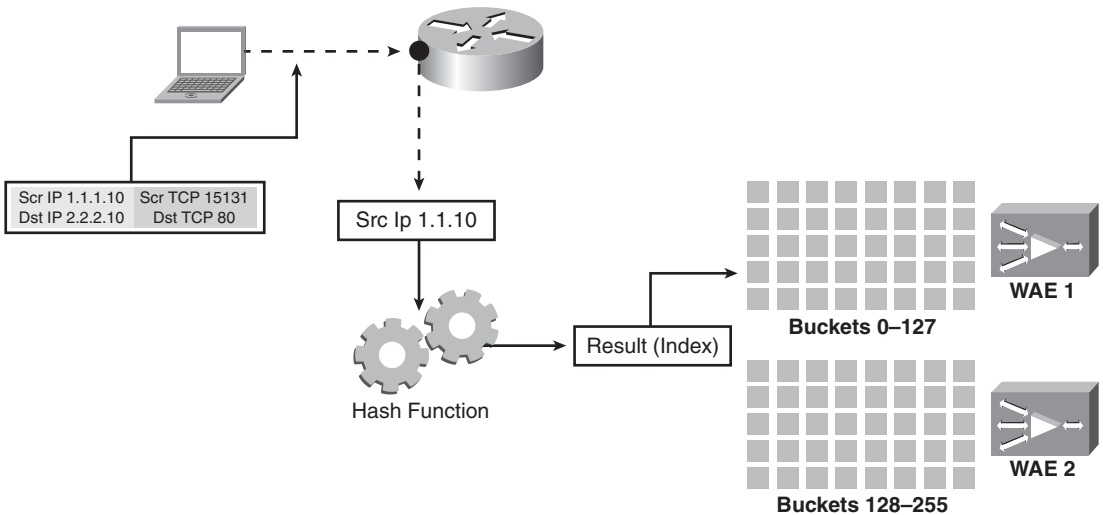 Scr IP 1.1.1.10 Scr TCP 15131
Dst IP 2.2.2.10 Dst TCP 80
Src Ip 1.1.10
Hash Function
Result (Index)
Buckets 0–127
WAE 1
Buckets 128–255
WAE 2